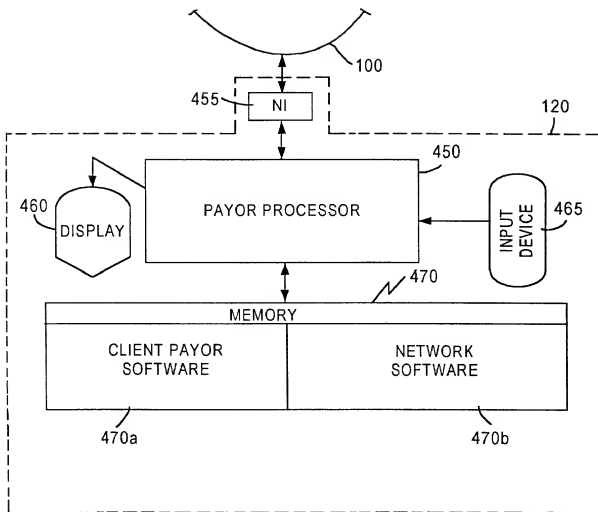 100
455
NI
120
450
460
DISPLAY
PAYOR PROCESSOR
INPUT
DEVICE
465
470
MEMORY
CLIENT PAYOR
SOFTWARE
NETWORK
SOFTWARE
470a
470b